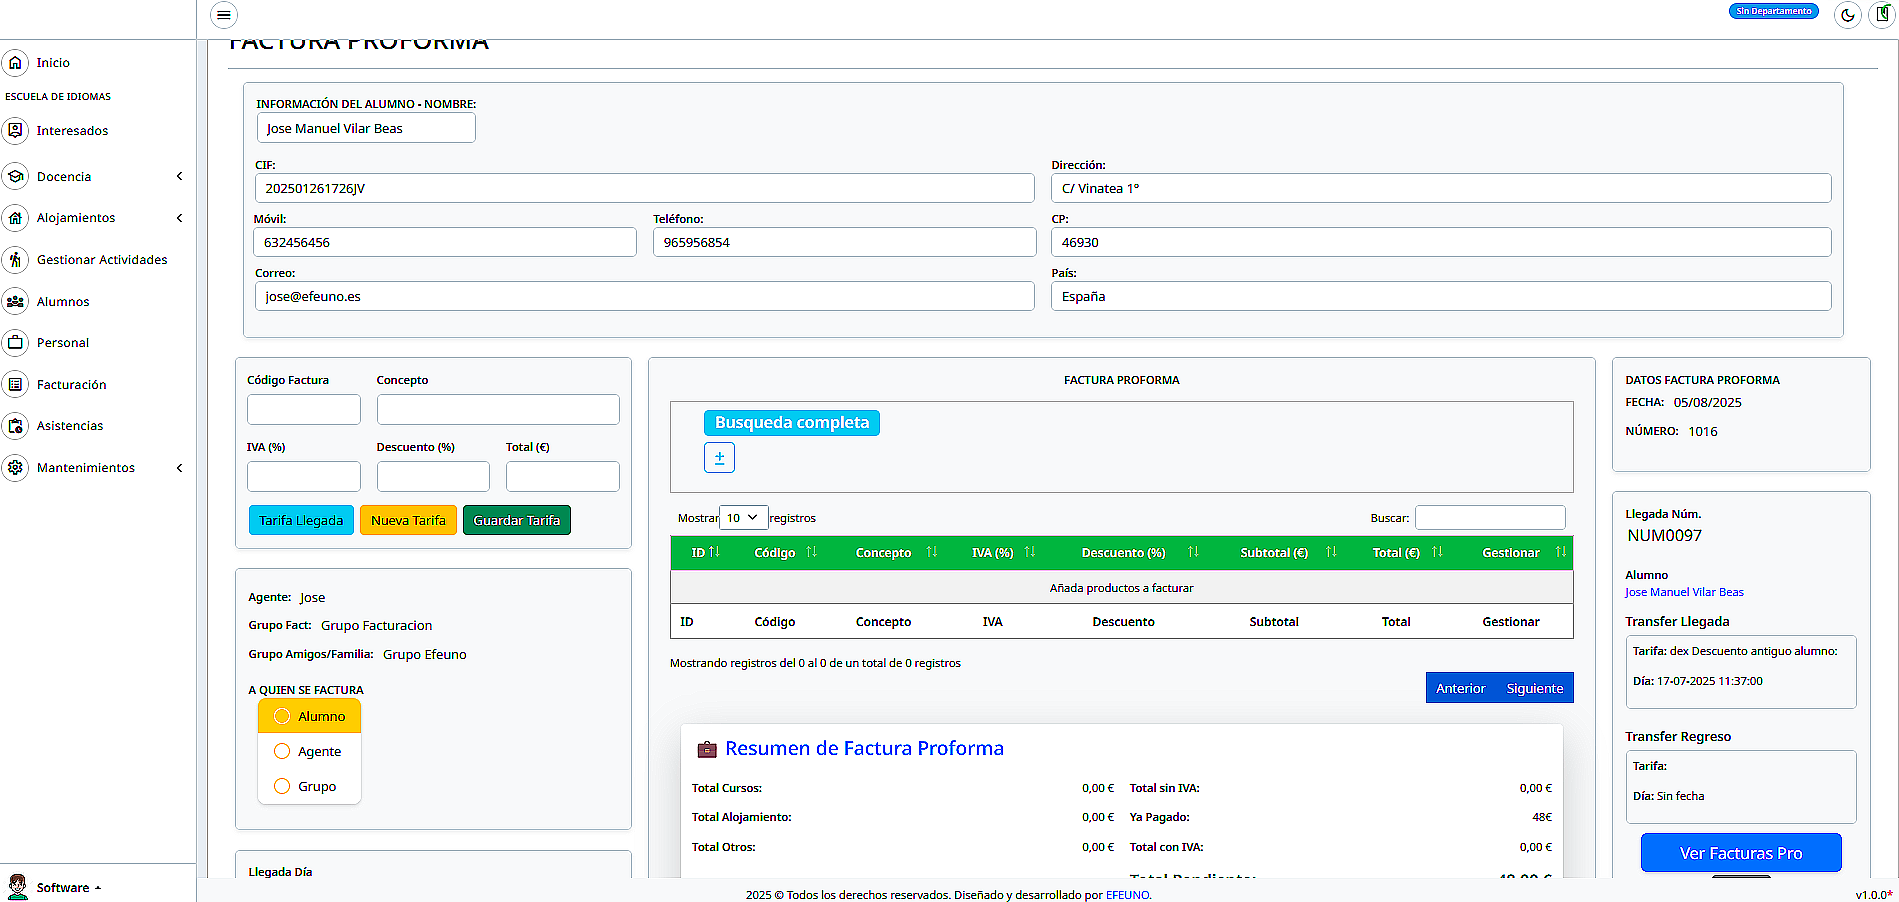 Sin Departamento
FACTURA PROFORMA
Inicio
ESCUELA DE IDIOMAS
Interesados
Docencia
Alojamientos
Gestionar Actividades
Alumnos
Personal
Facturación
Asistencias
Mantenimientos
Software
INFORMACIÓN DEL ALUMNO - NOMBRE:
Jose Manuel Vilar Beas
CIF:
202501261726JV
Dirección:
C/ Vinatea 1º
Móvil:
632456456
Teléfono:
965956854
CP:
46930
Correo:
jose@efeuno.es
País:
España
Código Factura
Concepto
IVA (%)
Descuento (%)
Total (€)
Tarifa Llegada
Nueva Tarifa
Guardar Tarifa
Agente: Jose
Grupo Fact: Grupo Facturacion
Grupo Amigos/Familia: Grupo Efeuno
A QUIEN SE FACTURA
Alumno
Agente
Grupo
Llegada Día
FACTURA PROFORMA
Busqueda completa
±
Mostrar 10 registros
Buscar:
ID Código Concepto IVA (%) Descuento (%) Subtotal (€) Total (€) Gestionar
Añada productos a facturar
ID Código Concepto IVA Descuento Subtotal Total Gestionar
Mostrando registros del 0 al 0 de un total de 0 registros
Anterior Siguiente
Resumen de Factura Proforma
Total Cursos: 0,00 € Total sin IVA: 0,00 €
Total Alojamiento: 0,00 € Ya Pagado: 48€
Total Otros: 0,00 € Total con IVA: 0,00 €
DATOS FACTURA PROFORMA
FECHA: 05/08/2025
NÚMERO: 1016
Llegada Núm.
NUM0097
Alumno
Jose Manuel Vilar Beas
Transfer Llegada
Tarifa: dex Descuento antiguo alumno:
Día: 17-07-2025 11:37:00
Transfer Regreso
Tarifa:
Día: Sin fecha
Ver Facturas Pro
2025 © Todos los derechos reservados. Diseñado y desarrollado por EFEUNO.
v1.0.0*